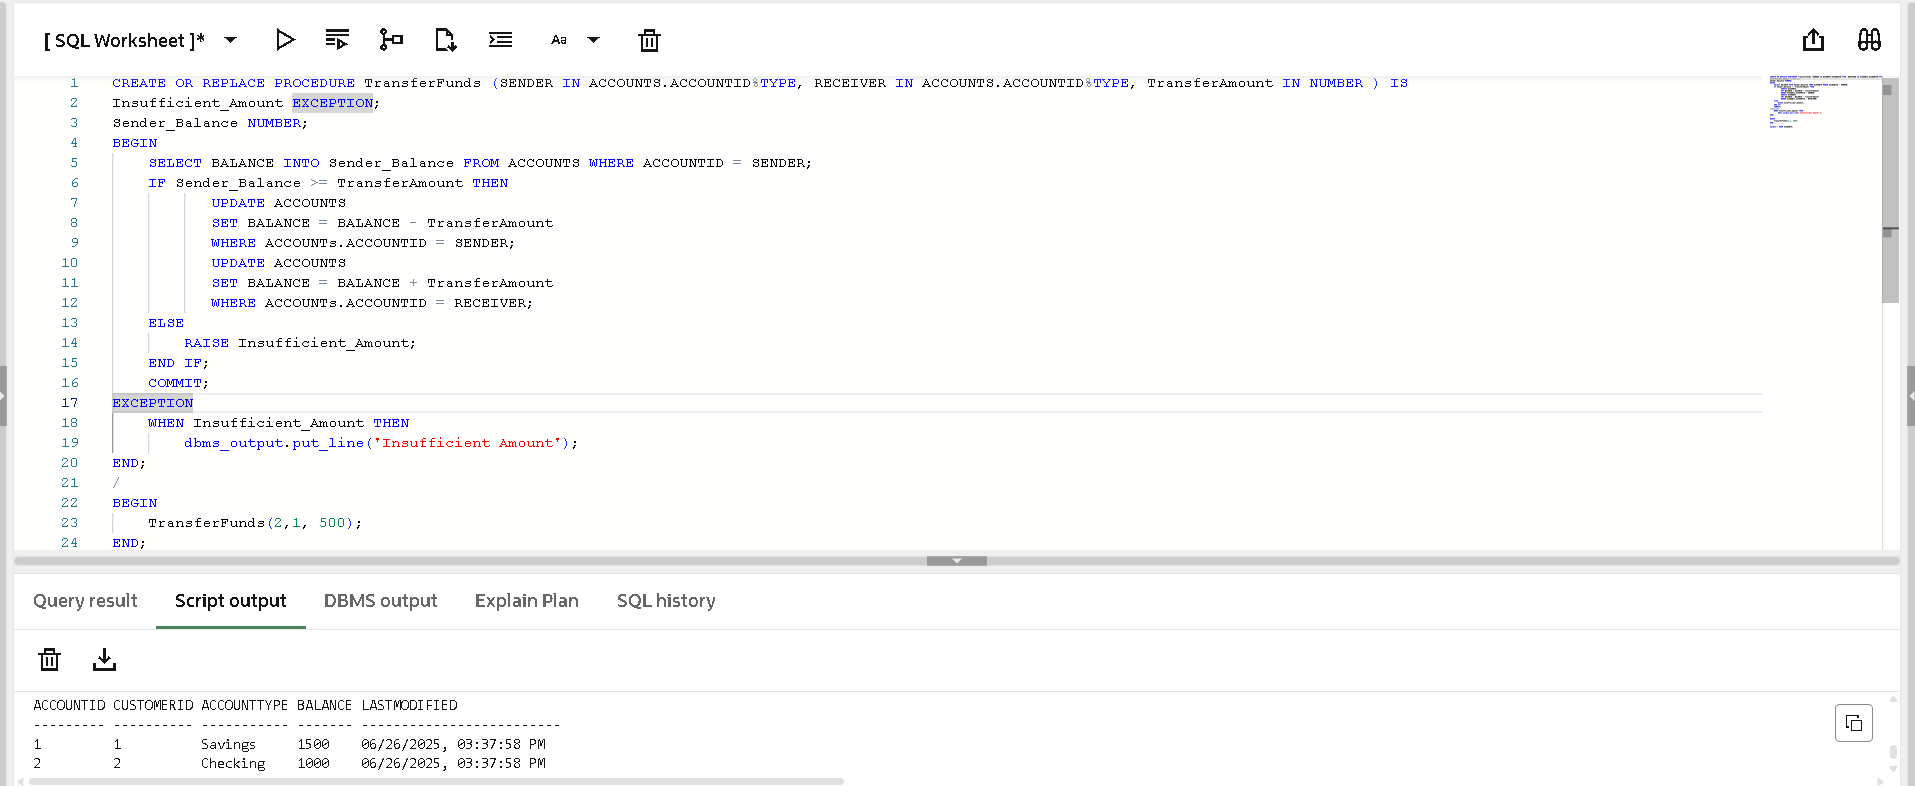 [ SQL Worksheet ]*
Aa
1 CREATE OR REPLACE PROCEDURE TransferFunds (SENDER IN ACCOUNTS.ACCOUNTID%TYPE, RECEIVER IN ACCOUNTS.ACCOUNTID%TYPE, TransferAmount IN NUMBER ) IS
2 Insufficient_Amount EXCEPTION;
3 Sender_Balance NUMBER;
4 BEGIN
5 SELECT BALANCE INTO Sender_Balance FROM ACCOUNTS WHERE ACCOUNTID = SENDER;
6 IF Sender_Balance >= TransferAmount THEN
7 UPDATE ACCOUNTS
8 SET BALANCE = BALANCE - TransferAmount
9 WHERE ACCOUNTs.ACCOUNTID = SENDER;
10 UPDATE ACCOUNTS
11 SET BALANCE = BALANCE + TransferAmount
12 WHERE ACCOUNTs.ACCOUNTID = RECEIVER;
13 ELSE
14 RAISE Insufficient_Amount;
15 END IF;
16 COMMIT;
17 EXCEPTION
18 WHEN Insufficient_Amount THEN
19 dbms_output.put_line('Insufficient Amount');
20 END;
21 /
22 BEGIN
23 TransferFunds(2,1, 500);
24 END;
Query result Script output DBMS output Explain Plan SQL history
ACCOUNTID CUSTOMERID ACCOUNTTYPE BALANCE LASTMODIFIED
--------- ---------- ----------- ------- -------------------------
1 1 Savings 1500 06/26/2025, 03:37:58 PM
2 2 Checking 1000 06/26/2025, 03:37:58 PM